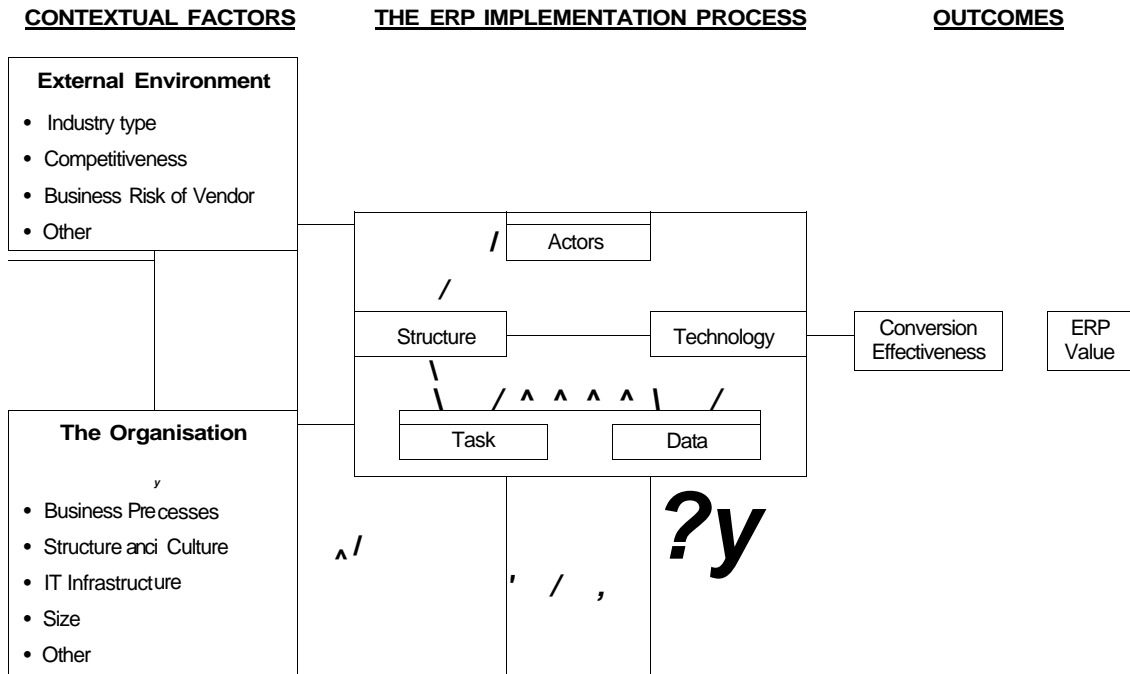 CONTEXTUAL FACTORS
THE ERP IMPLEMENTATION PROCESS
OUTCOMES
External Environment
• Industry type
• Competitiveness
• Business Risk of Vendor
• Other
/ Actors
/
Structure
Technology
Conversion
Effectiveness
ERP
Value
\
\ / ^ ^ ^ ^ \ /
Task
Data
The Organisation
y
• Business Precesses
• Structure anci Culture
• IT Infrastructure
• Size
• Other
^/
' / ,
?y